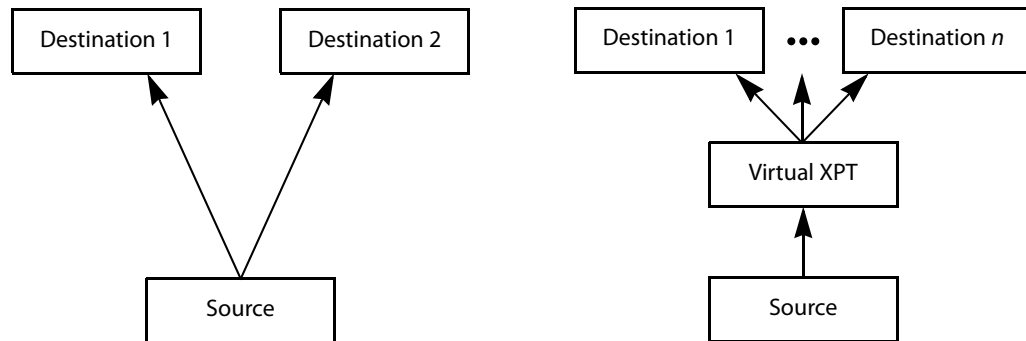 Destination 1
Destination 2
Source
Destination 1
•••
Destination n
Virtual XPT
Source